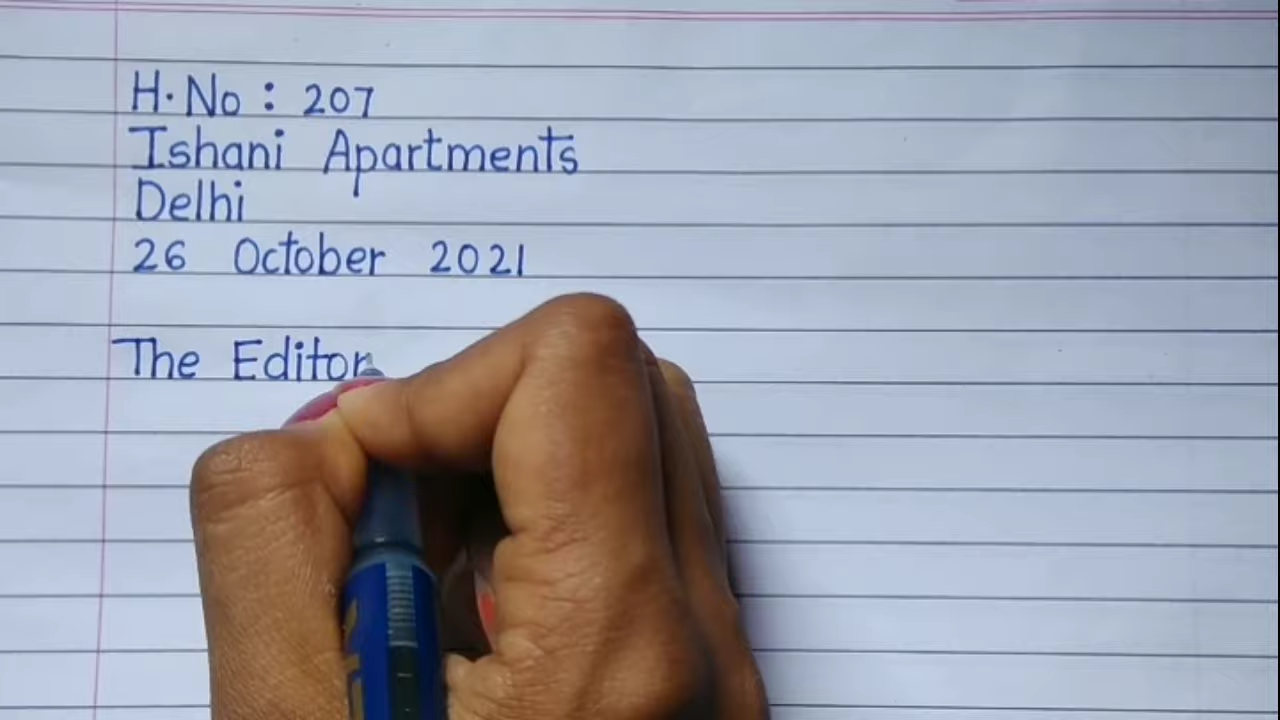 H.No : 207
Ishani Apartments
Delhi
26 October 2021
The Editor